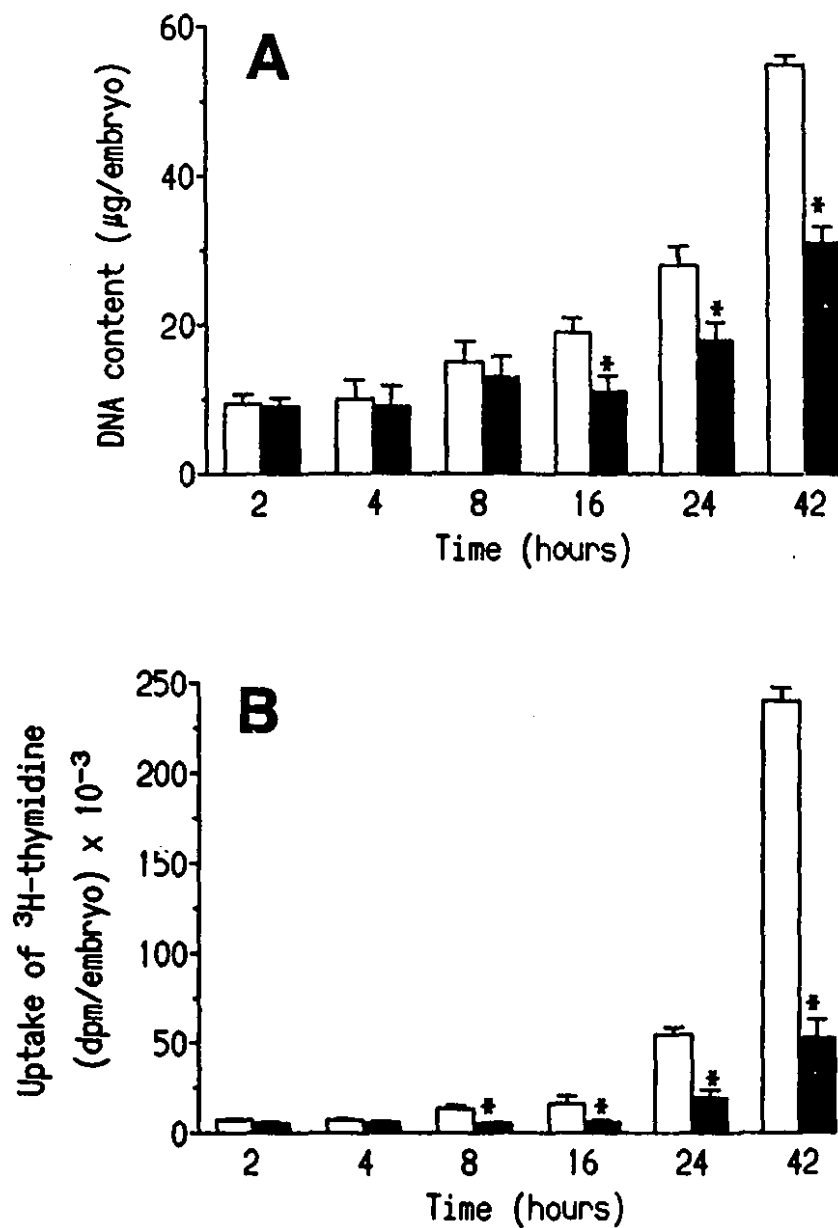 A
60
40
20
0
DNA content (μg/embryo)
*
*
*
2 4 8 16 24 42
Time (hours)
B
250
200
150
100
50
0
Uptake of ³H-thymidine
(dpm/embryo) x 10⁻³
*
*
*
*
2 4 8 16 24 42
Time (hours)